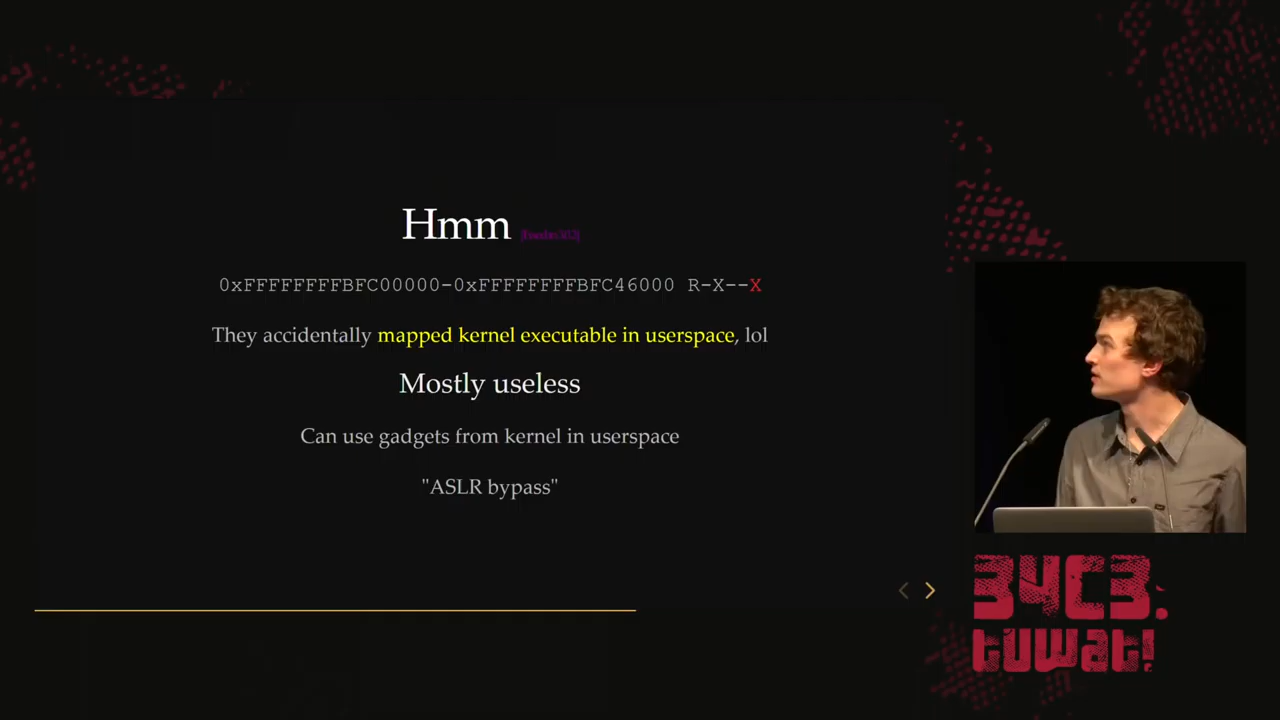 Hmm
0xFFFFFFFFBFC00000-0xFFFFFFFFBFC46000 R-X--X
They accidentally mapped kernel executable in userspace, lol
Mostly useless
Can use gadgets from kernel in userspace
"ASLR bypass"
34C3.
tuwat!